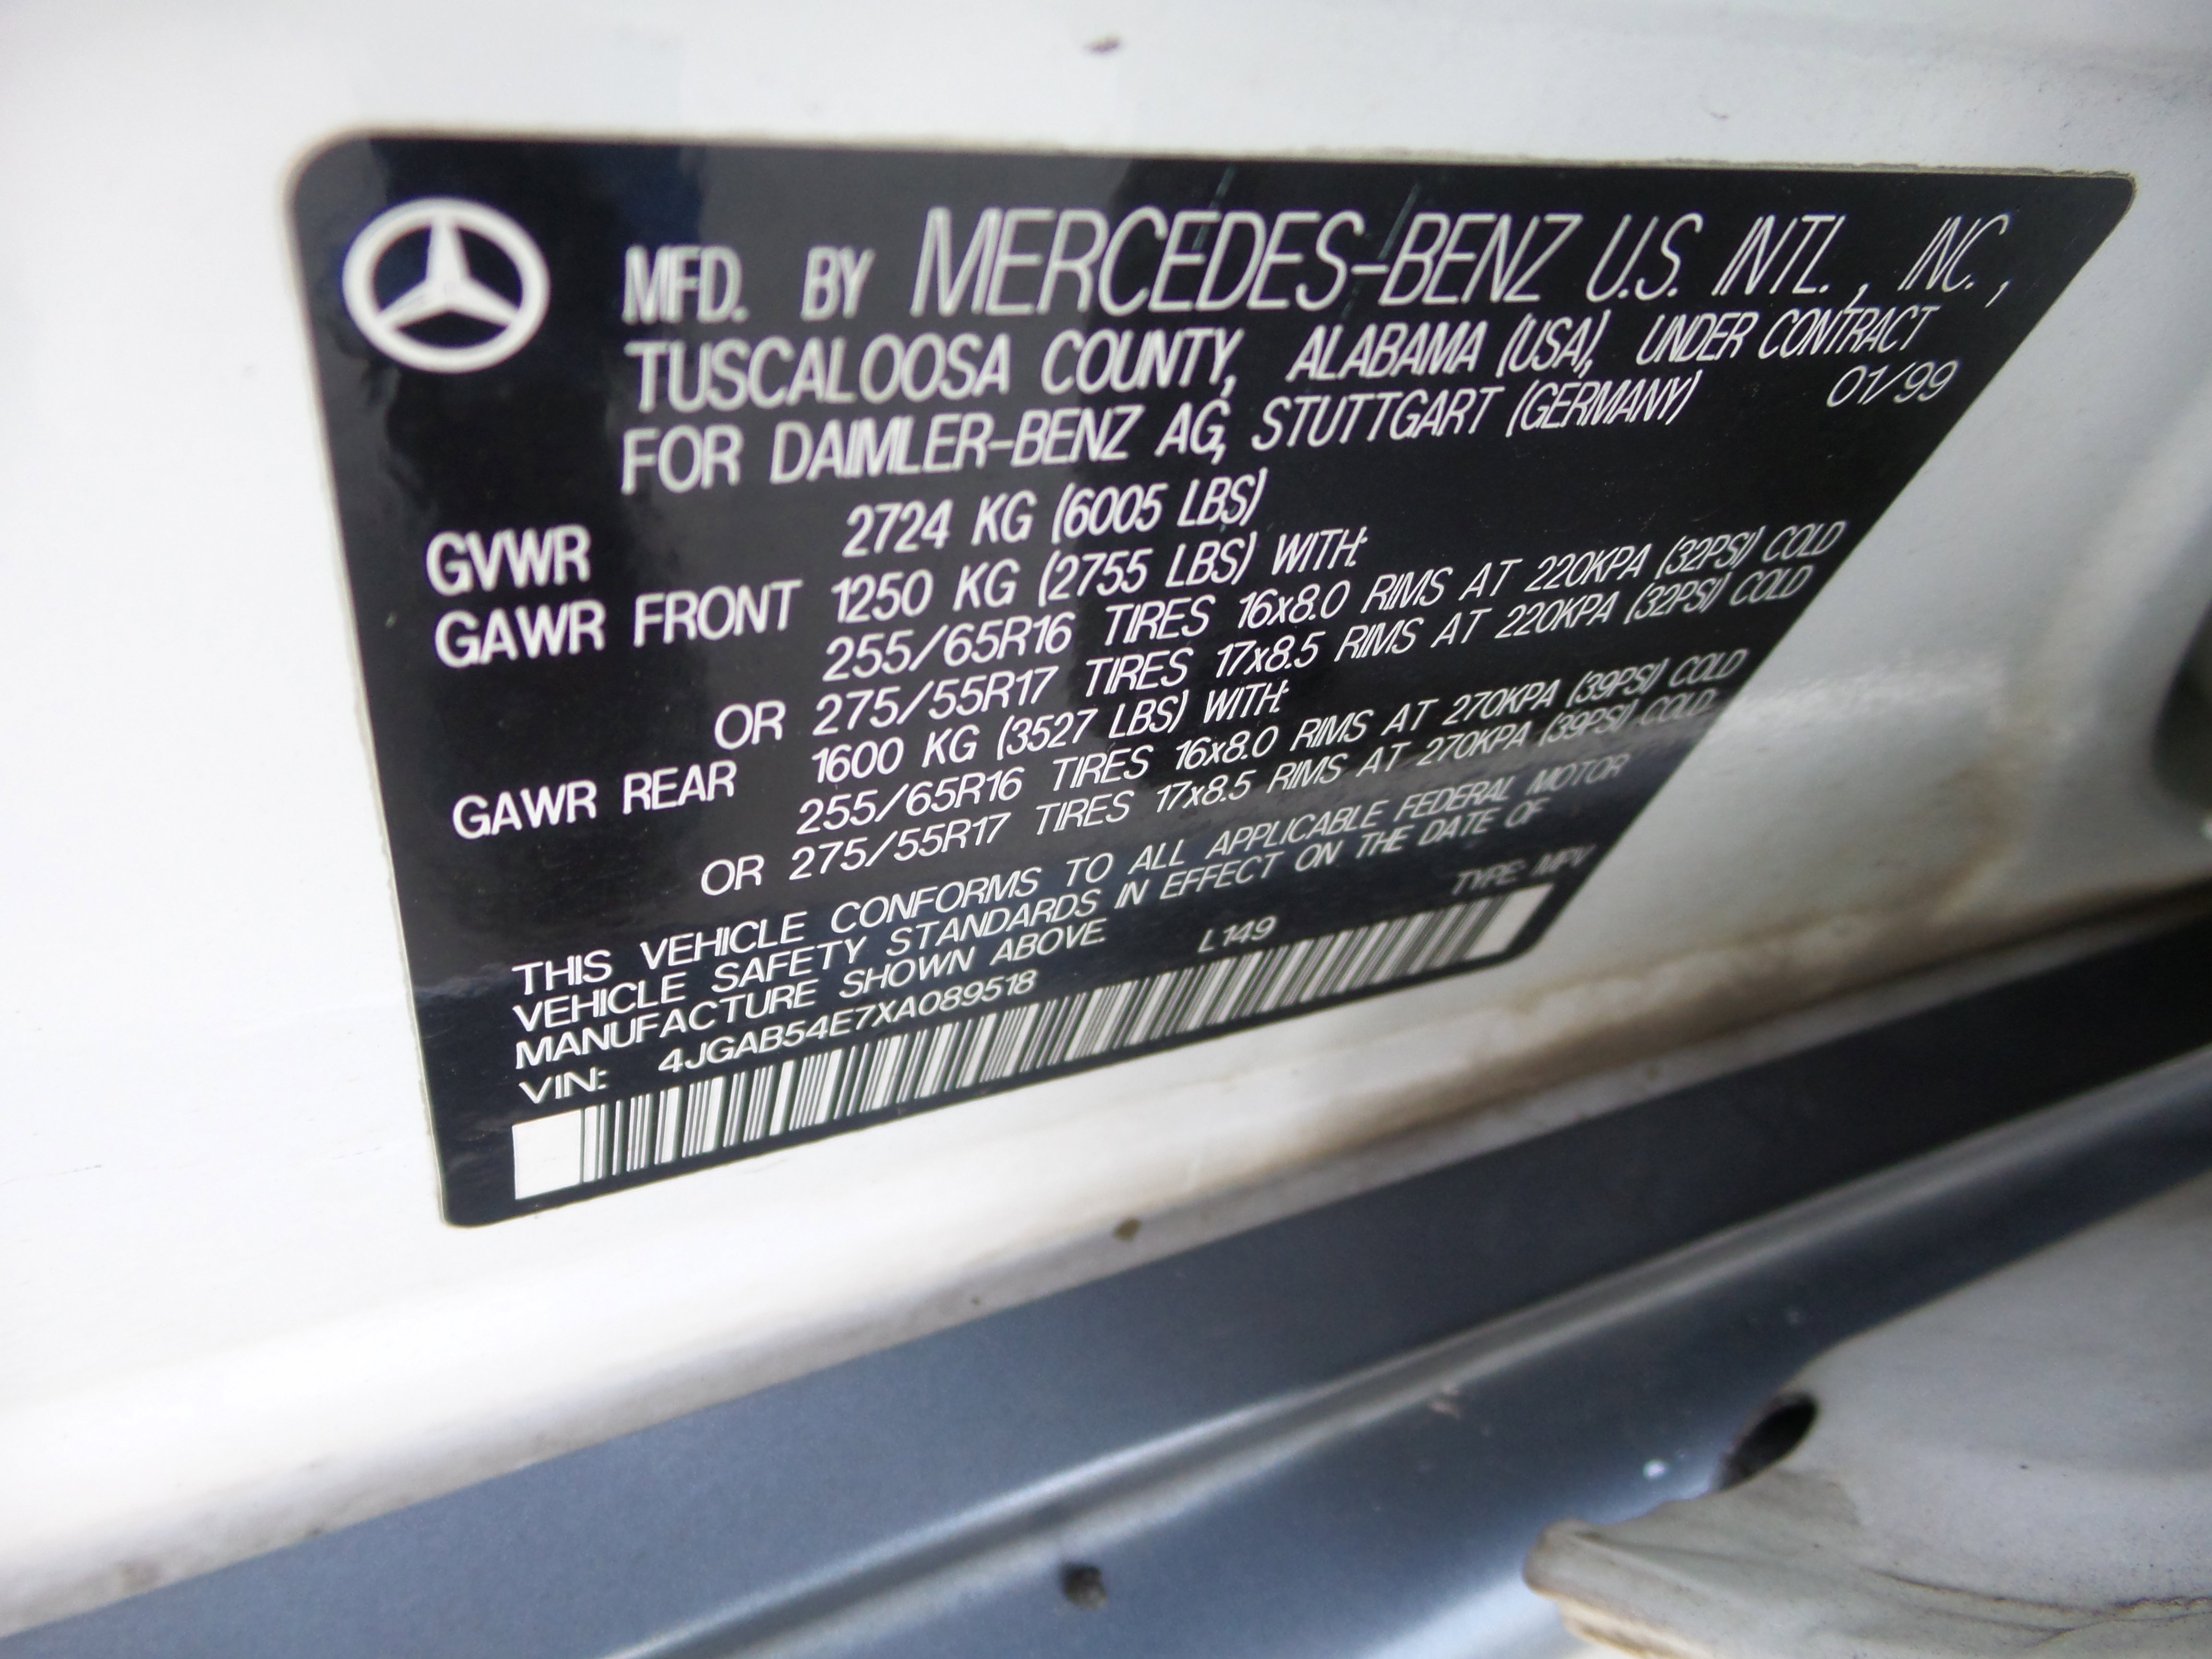 MFD. BY MERCEDES-BENZ U.S. INTL., INC.,
TUSCALOOSA COUNTY, ALABAMA (USA), UNDER CONTRACT
FOR DAIMLER-BENZ AG, STUTTGART (GERMANY) 01/99
GVWR 2724 KG (6005 LBS)
GAWR FRONT 1250 KG (2755 LBS) WITH:
255/65R16 TIRES 16x8.0 RIMS AT 220KPA (32PSI) COLD
OR 275/55R17 TIRES 17x8.5 RIMS AT 220KPA (32PSI) COLD
GAWR REAR 1600 KG (3527 LBS) WITH:
255/65R16 TIRES 16x8.0 RIMS AT 270KPA (39PSI) COLD
OR 275/55R17 TIRES 17x8.5 RIMS AT 270KPA (39PSI) COLD
THIS VEHICLE CONFORMS TO ALL APPLICABLE FEDERAL MOTOR
VEHICLE SAFETY STANDARDS IN EFFECT ON THE DATE OF
MANUFACTURE SHOWN ABOVE.
VIN: 4JGAB54E7XA089518 L149 TYPE: MPV